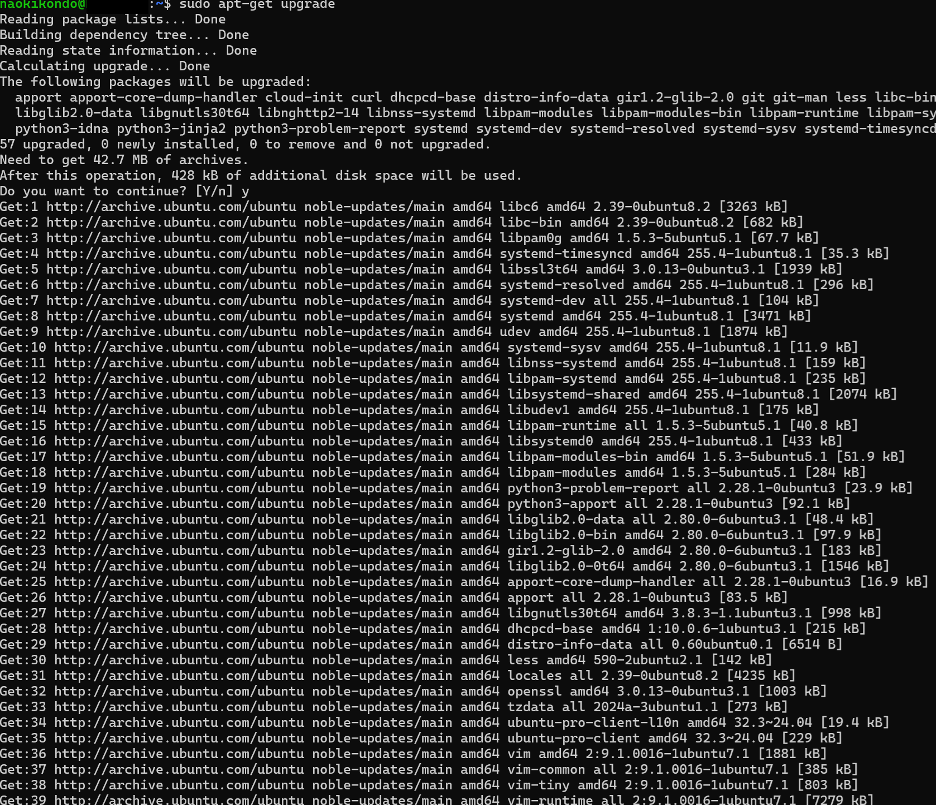 naokikondo@ :~$ sudo apt-get upgrade
Reading package lists... Done
Building dependency tree... Done
Reading state information... Done
Calculating upgrade... Done
The following packages will be upgraded:
  apport apport-core-dump-handler cloud-init curl dhcpcd-base distro-info-data gir1.2-glib-2.0 git git-man less libc-bin
  libglib2.0-data libgnutls30t64 libnghttp2-14 libnss-systemd libpam-modules libpam-modules-bin libpam-runtime libpam-sy
  python3-idna python3-jinja2 python3-problem-report systemd systemd-dev systemd-resolved systemd-sysv systemd-timesyncd
57 upgraded, 0 newly installed, 0 to remove and 0 not upgraded.
Need to get 42.7 MB of archives.
After this operation, 428 kB of additional disk space will be used.
Do you want to continue? [Y/n] y
Get:1 http://archive.ubuntu.com/ubuntu noble-updates/main amd64 libc6 amd64 2.39-0ubuntu8.2 [3263 kB]
Get:2 http://archive.ubuntu.com/ubuntu noble-updates/main amd64 libc-bin amd64 2.39-0ubuntu8.2 [682 kB]
Get:3 http://archive.ubuntu.com/ubuntu noble-updates/main amd64 libpam0g amd64 1.5.3-5ubuntu5.1 [67.7 kB]
Get:4 http://archive.ubuntu.com/ubuntu noble-updates/main amd64 systemd-timesyncd amd64 255.4-1ubuntu8.1 [35.3 kB]
Get:5 http://archive.ubuntu.com/ubuntu noble-updates/main amd64 libssl3t64 amd64 3.0.13-0ubuntu3.1 [1939 kB]
Get:6 http://archive.ubuntu.com/ubuntu noble-updates/main amd64 systemd-resolved amd64 255.4-1ubuntu8.1 [296 kB]
Get:7 http://archive.ubuntu.com/ubuntu noble-updates/main amd64 systemd-dev all 255.4-1ubuntu8.1 [104 kB]
Get:8 http://archive.ubuntu.com/ubuntu noble-updates/main amd64 systemd amd64 255.4-1ubuntu8.1 [3471 kB]
Get:9 http://archive.ubuntu.com/ubuntu noble-updates/main amd64 udev amd64 255.4-1ubuntu8.1 [1874 kB]
Get:10 http://archive.ubuntu.com/ubuntu noble-updates/main amd64 systemd-sysv amd64 255.4-1ubuntu8.1 [11.9 kB]
Get:11 http://archive.ubuntu.com/ubuntu noble-updates/main amd64 libnss-systemd amd64 255.4-1ubuntu8.1 [159 kB]
Get:12 http://archive.ubuntu.com/ubuntu noble-updates/main amd64 libpam-systemd amd64 255.4-1ubuntu8.1 [235 kB]
Get:13 http://archive.ubuntu.com/ubuntu noble-updates/main amd64 libsystemd-shared amd64 255.4-1ubuntu8.1 [2074 kB]
Get:14 http://archive.ubuntu.com/ubuntu noble-updates/main amd64 libudev1 amd64 255.4-1ubuntu8.1 [175 kB]
Get:15 http://archive.ubuntu.com/ubuntu noble-updates/main amd64 libpam-runtime all 1.5.3-5ubuntu5.1 [40.8 kB]
Get:16 http://archive.ubuntu.com/ubuntu noble-updates/main amd64 libsystemd0 amd64 255.4-1ubuntu8.1 [433 kB]
Get:17 http://archive.ubuntu.com/ubuntu noble-updates/main amd64 libpam-modules-bin amd64 1.5.3-5ubuntu5.1 [51.9 kB]
Get:18 http://archive.ubuntu.com/ubuntu noble-updates/main amd64 libpam-modules amd64 1.5.3-5ubuntu5.1 [284 kB]
Get:19 http://archive.ubuntu.com/ubuntu noble-updates/main amd64 python3-problem-report all 2.28.1-0ubuntu3 [23.9 kB]
Get:20 http://archive.ubuntu.com/ubuntu noble-updates/main amd64 python3-apport all 2.28.1-0ubuntu3 [92.1 kB]
Get:21 http://archive.ubuntu.com/ubuntu noble-updates/main amd64 libglib2.0-data all 2.80.0-6ubuntu3.1 [48.4 kB]
Get:22 http://archive.ubuntu.com/ubuntu noble-updates/main amd64 libglib2.0-bin amd64 2.80.0-6ubuntu3.1 [97.9 kB]
Get:23 http://archive.ubuntu.com/ubuntu noble-updates/main amd64 gir1.2-glib-2.0 amd64 2.80.0-6ubuntu3.1 [183 kB]
Get:24 http://archive.ubuntu.com/ubuntu noble-updates/main amd64 libglib2.0-0t64 amd64 2.80.0-6ubuntu3.1 [1546 kB]
Get:25 http://archive.ubuntu.com/ubuntu noble-updates/main amd64 apport-core-dump-handler all 2.28.1-0ubuntu3 [16.9 kB]
Get:26 http://archive.ubuntu.com/ubuntu noble-updates/main amd64 apport all 2.28.1-0ubuntu3 [83.5 kB]
Get:27 http://archive.ubuntu.com/ubuntu noble-updates/main amd64 libgnutls30t64 amd64 3.8.3-1.1ubuntu3.1 [998 kB]
Get:28 http://archive.ubuntu.com/ubuntu noble-updates/main amd64 dhcpcd-base amd64 1:10.0.6-1ubuntu3.1 [215 kB]
Get:29 http://archive.ubuntu.com/ubuntu noble-updates/main amd64 distro-info-data all 0.60ubuntu0.1 [6514 B]
Get:30 http://archive.ubuntu.com/ubuntu noble-updates/main amd64 less amd64 590-2ubuntu2.1 [142 kB]
Get:31 http://archive.ubuntu.com/ubuntu noble-updates/main amd64 locales all 2.39-0ubuntu8.2 [4235 kB]
Get:32 http://archive.ubuntu.com/ubuntu noble-updates/main amd64 openssl amd64 3.0.13-0ubuntu3.1 [1003 kB]
Get:33 http://archive.ubuntu.com/ubuntu noble-updates/main amd64 tzdata all 2024a-3ubuntu1.1 [273 kB]
Get:34 http://archive.ubuntu.com/ubuntu noble-updates/main amd64 ubuntu-pro-client-l10n amd64 32.3~24.04 [19.4 kB]
Get:35 http://archive.ubuntu.com/ubuntu noble-updates/main amd64 ubuntu-pro-client amd64 32.3~24.04 [229 kB]
Get:36 http://archive.ubuntu.com/ubuntu noble-updates/main amd64 vim amd64 2:9.1.0016-1ubuntu7.1 [1881 kB]
Get:37 http://archive.ubuntu.com/ubuntu noble-updates/main amd64 vim-common all 2:9.1.0016-1ubuntu7.1 [385 kB]
Get:38 http://archive.ubuntu.com/ubuntu noble-updates/main amd64 vim-tiny amd64 2:9.1.0016-1ubuntu7.1 [803 kB]
Get:39 http://archive.ubuntu.com/ubuntu noble-updates/main amd64 vim-runtime all 2:9.1.0016-1ubuntu7.1 [7279 kB]